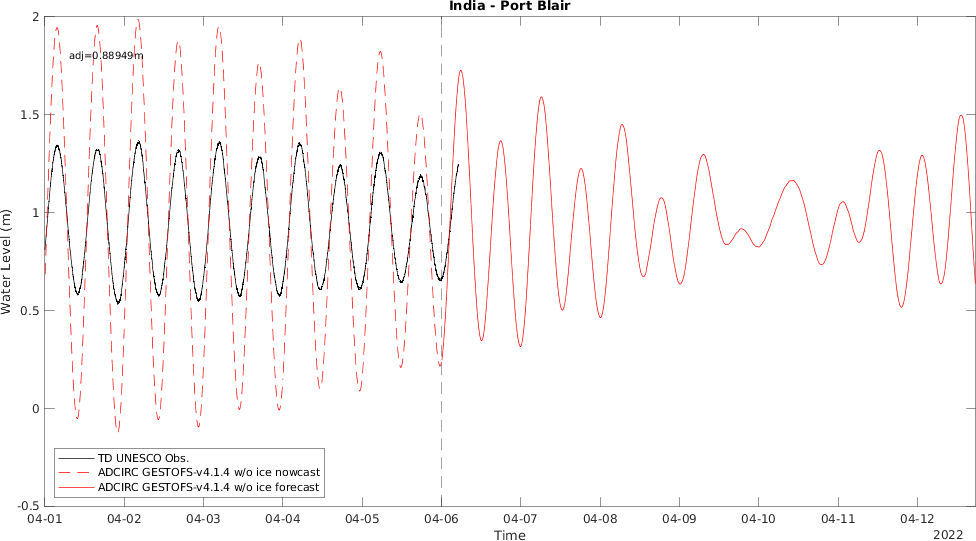 India - Port Blair
adj=0.88949m
Water Level (m)
2
1.5
1
0.5
0
-0.5
TD UNESCO Obs.
ADCIRC GESTOFS-v4.1.4 w/o ice nowcast
ADCIRC GESTOFS-v4.1.4 w/o ice forecast
04-01 04-02 04-03 04-04 04-05 04-06 04-07 04-08 04-09 04-10 04-11 04-12
Time
2022